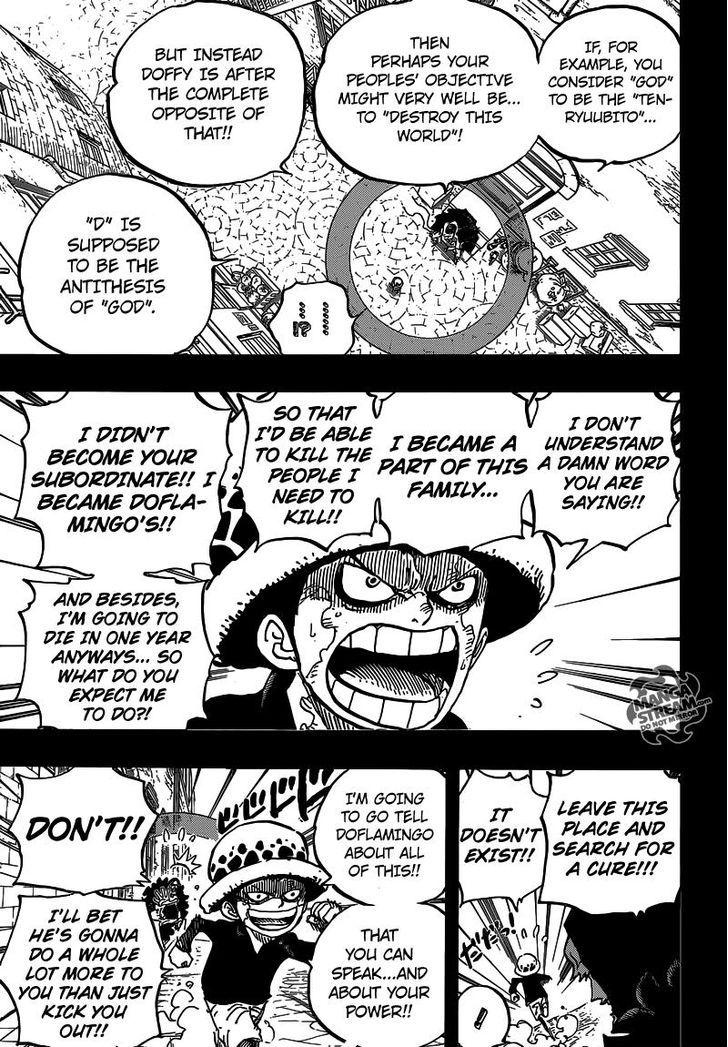 IF, FOR
EXAMPLE, YOU
CONSIDER "GOD"
TO BE THE "TEN-
RYUUBITO"...
THEN
PERHAPS YOUR
PEOPLES' OBJECTIVE
MIGHT VERY WELL BE...
TO "DESTROY THIS
WORLD"!
BUT INSTEAD
DOFFY IS AFTER
THE COMPLETE
OPPOSITE OF
THAT!!
"D" IS
SUPPOSED
TO BE THE
ANTITHESIS
OF "GOD".
......
...!?
I DON'T
UNDERSTAND
A DAMN WORD
YOU ARE
SAYING!!
I BECAME A
PART OF THIS
FAMILY...
SO THAT
I'D BE ABLE
TO KILL THE
PEOPLE I
NEED TO
KILL!!
I DIDN'T
BECOME YOUR
SUBORDINATE!! I
BECAME DOFLA-
MINGO'S!!
AND BESIDES,
I'M GOING TO
DIE IN ONE YEAR
ANYWAYS... SO
WHAT DO YOU
EXPECT ME
TO DO?!
MANGA
STREAM.com
DO NOT MIRROR
LEAVE THIS
PLACE AND
SEARCH FOR
A CURE!!!
IT
DOESN'T
EXIST!!
だだっ!
!
I'M GOING
TO GO TELL
DOFLAMINGO
ABOUT ALL
OF THIS!!
THAT
YOU CAN
SPEAK...AND
ABOUT YOUR
POWER!!
DON'T!!
I'LL BET
HE'S GONNA
DO A WHOLE
LOT MORE TO
YOU THAN JUST
KICK YOU
OUT!!